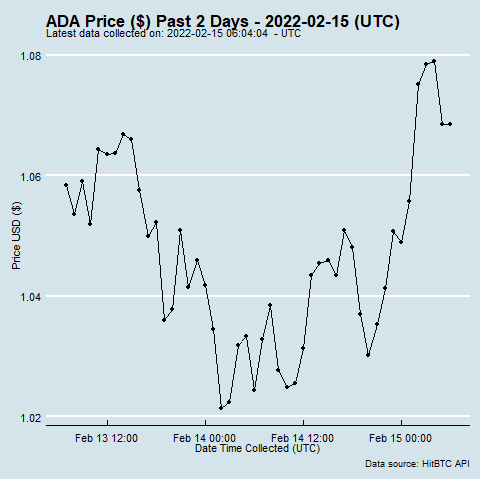 ADA Price ($) Past 2 Days - 2022-02-15 (UTC)
Latest data collected on: 2022-02-15 06:04:04 - UTC
1.08
1.06
1.04
1.02
Price USD ($)
Feb 13 12:00
Feb 14 00:00
Feb 14 12:00
Feb 15 00:00
Date Time Collected (UTC)
Data source: HitBTC API